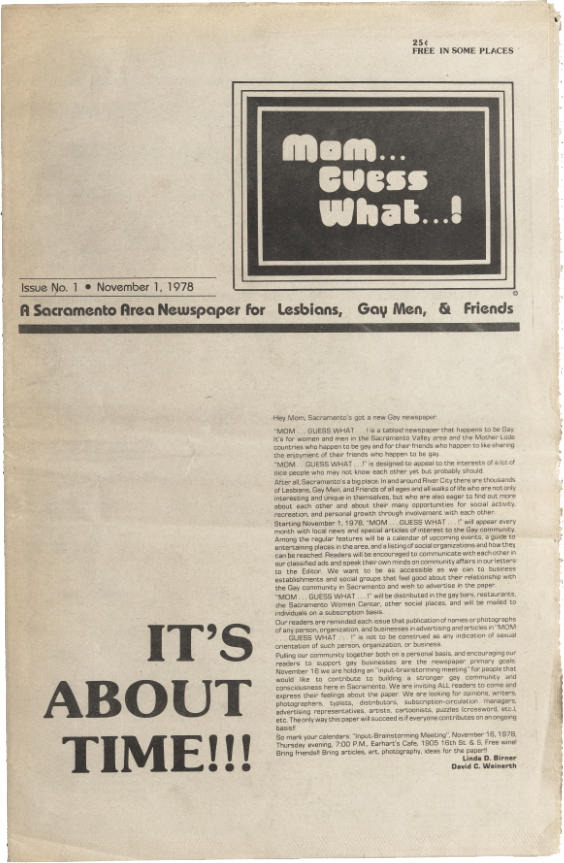 25¢
FREE IN SOME PLACES
Mom...
Guess
What...!
©
Issue No. 1 • November 1, 1978
A Sacramento Area Newspaper for Lesbians, Gay Men, & Friends
Hey Mom, Sacramento's got a new Gay newspaper.
"MOM . . . GUESS WHAT . . . ! is a tabloid newspaper that happens to be Gay.
It's for women and men in the Sacramento Valley area and the Mother Lode
countries who happen to be gay and for their friends who happen to like sharing
the enjoyment of their friends who happen to be gay.
"MOM . . . GUESS WHAT . . . !" is designed to appeal to the interests of a lot of
nice people who may not know each other yet but probably should.
After all, Sacramento's a big place. In and around River City there are thousands
of Lesbians, Gay Men, and Friends of all ages and all walks of life who are not only
interesting and unique in themselves, but who are also eager to find out more
about each other and about their many opportunities for social activity,
recreation, and personal growth through involvement with each other.
Starting November 1, 1978, "MOM . . . GUESS WHAT . . . !" will appear every
month with local news and special articles of interest to the Gay community.
Among the regular features will be a calendar of upcoming events, a guide to
entertaining places in the area, and a listing of social organizations and how they
can be reached. Readers will be encouraged to communicate with each other in
our classified ads and speak their own minds on community affairs in our letters
to the Editor. We want to be as accessible as we can to business
establishments and social groups that feel good about their relationship with
the Gay community in Sacramento and wish to advertise in the paper.
"MOM . . . GUESS WHAT . . . !" will be distributed in the gay bars, restaurants,
the Sacramento Women Center, other social places, and will be mailed to
individuals on a subscription basis.
Our readers are reminded each issue that publication of names or photographs
of any person, organization, and businesses in advertising and articles in "MOM
. . . GUESS WHAT . . . !" is not to be construed as any indication of sexual
orientation of such person, organization, or business.
Pulling our community together both on a personal basis, and encouraging our
readers to support gay businesses are the newspaper primary goals.
November 16 we are holding an "input-brainstorming meeting" for people that
would like to contribute to building a stronger gay community and
consciousness here in Sacramento. We are inviting ALL readers to come and
express their feelings about the paper. We are looking for opinions, writers,
photographers, typists, distributors, subscription-circulation managers,
advertising representatives, artists, cartoonists, puzzles (crossword, etc.),
etc. The only way this paper will succeed is if everyone contributes on an ongoing
basis!!
So mark your calendars: "Input-Brainstorming Meeting", November 16, 1978,
Thursday evening, 7:00 P.M., Earhart's Cafe, 1905 16th St. & S, Free wine!
Bring friends!! Bring articles, art, photography, ideas for the paper!!
Linda D. Birner
David C. Weinerth
IT'S
ABOUT
TIME!!!